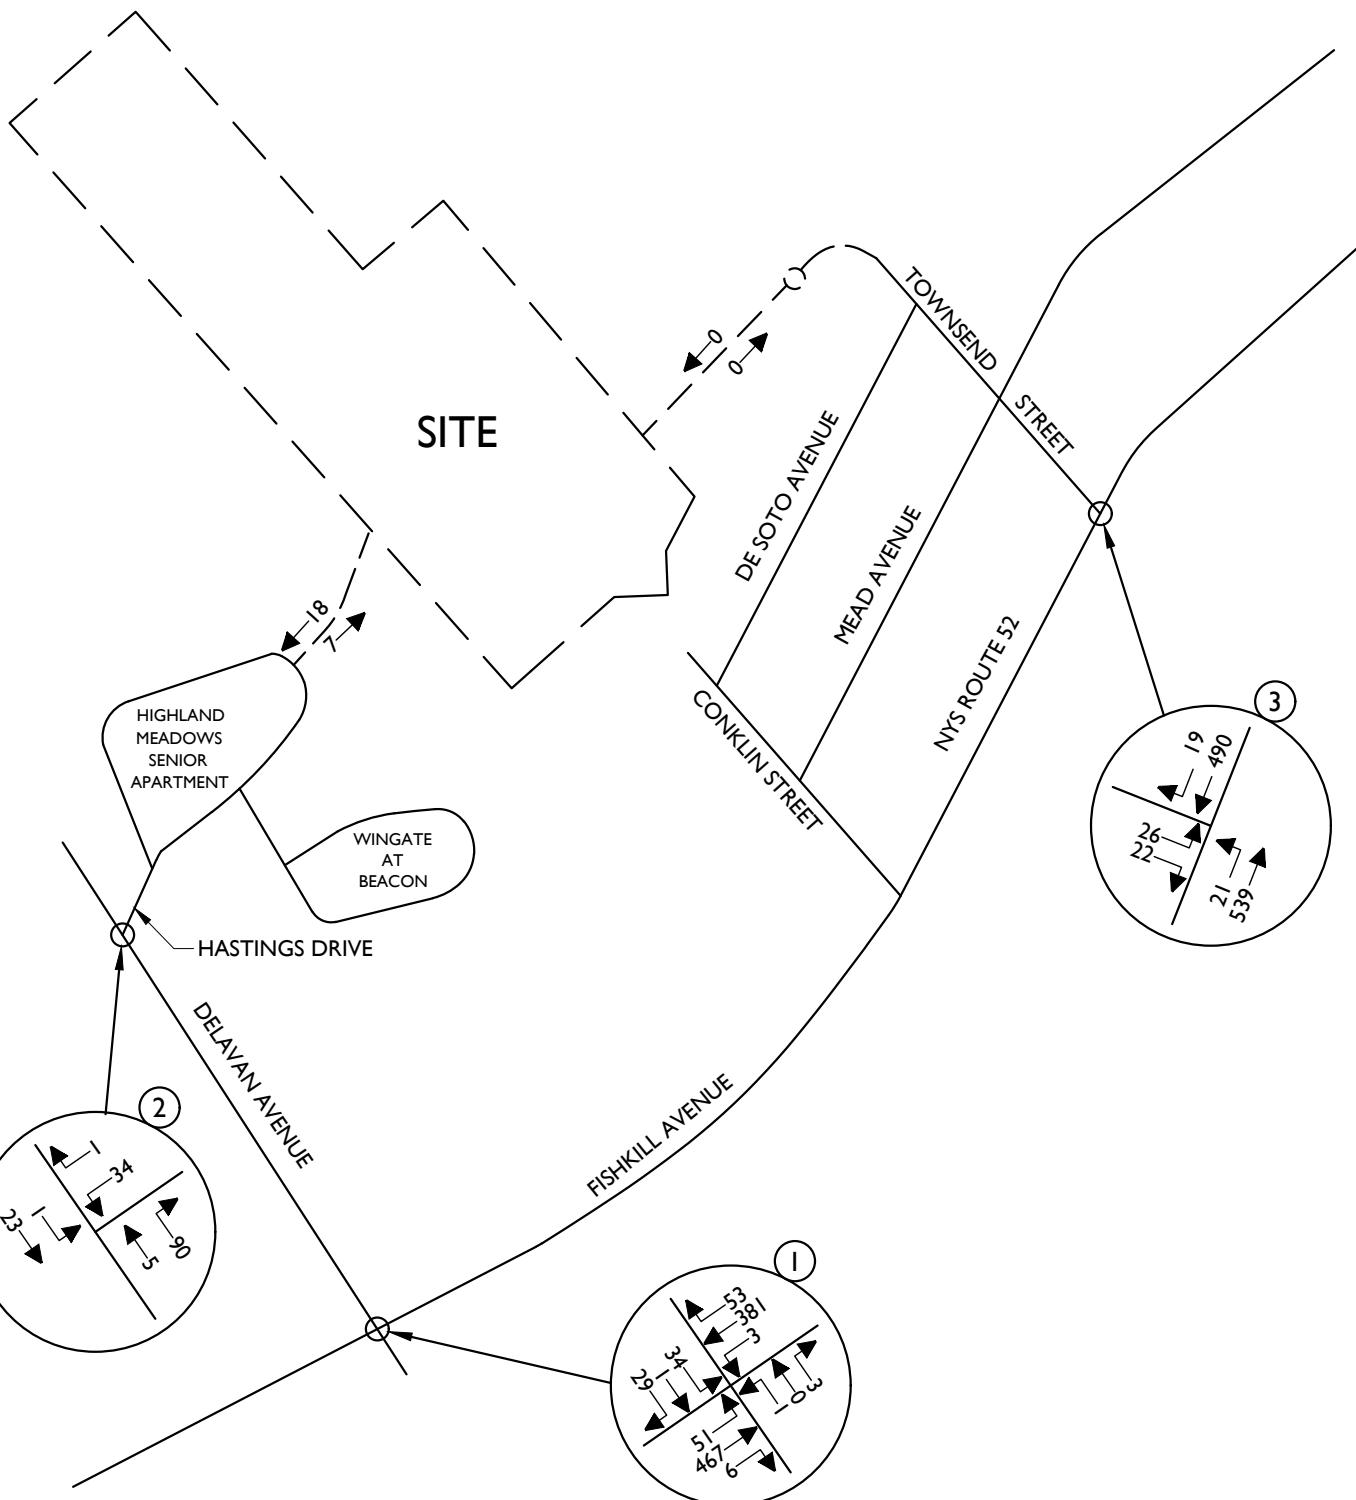 TOWNSEND STREET
0
0
SITE
DE SOTO AVENUE
MEAD AVENUE
NYS ROUTE 52
18
7
CONKLIN STREET
3
19
490
26
22
21
539
HIGHLAND
MEADOWS
SENIOR
APARTMENT
WINGATE
AT
BEACON
HASTINGS DRIVE
DELAVAN AVENUE
FISHKILL AVENUE
2
1
34
23
1
5
90
1
53
381
3
34
1
29
3
0
1
51
467
6